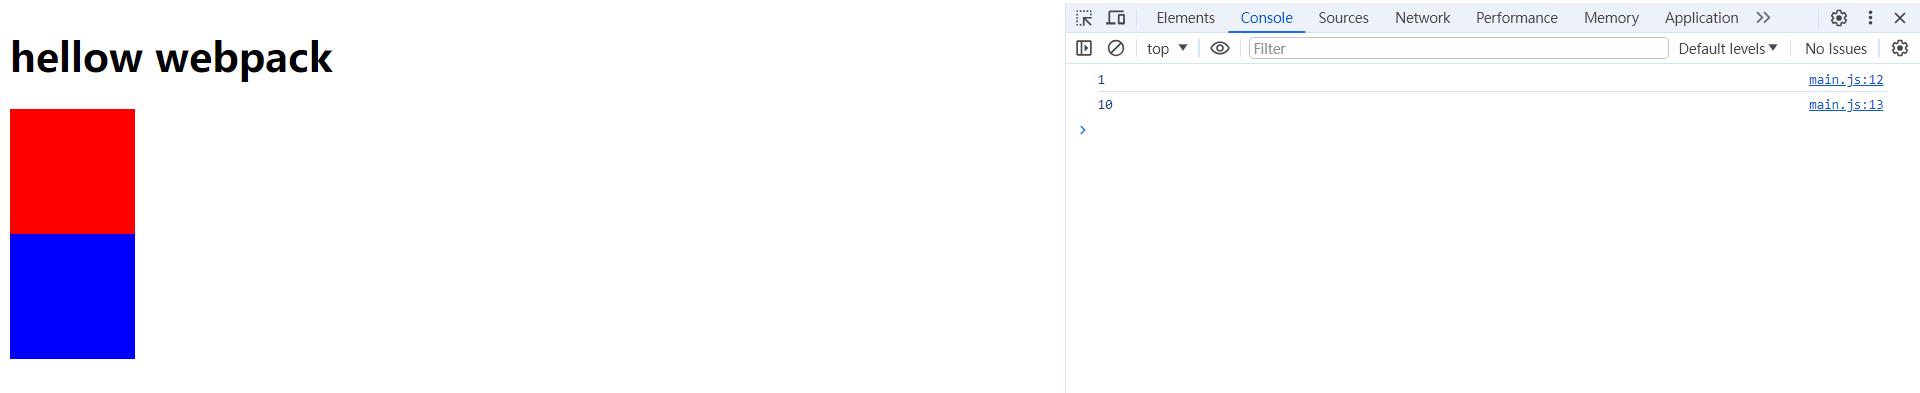 hellow webpack
Elements Console Sources Network Performance Memory Application
top Filter Default levels No Issues
1 main.js:12
10 main.js:13